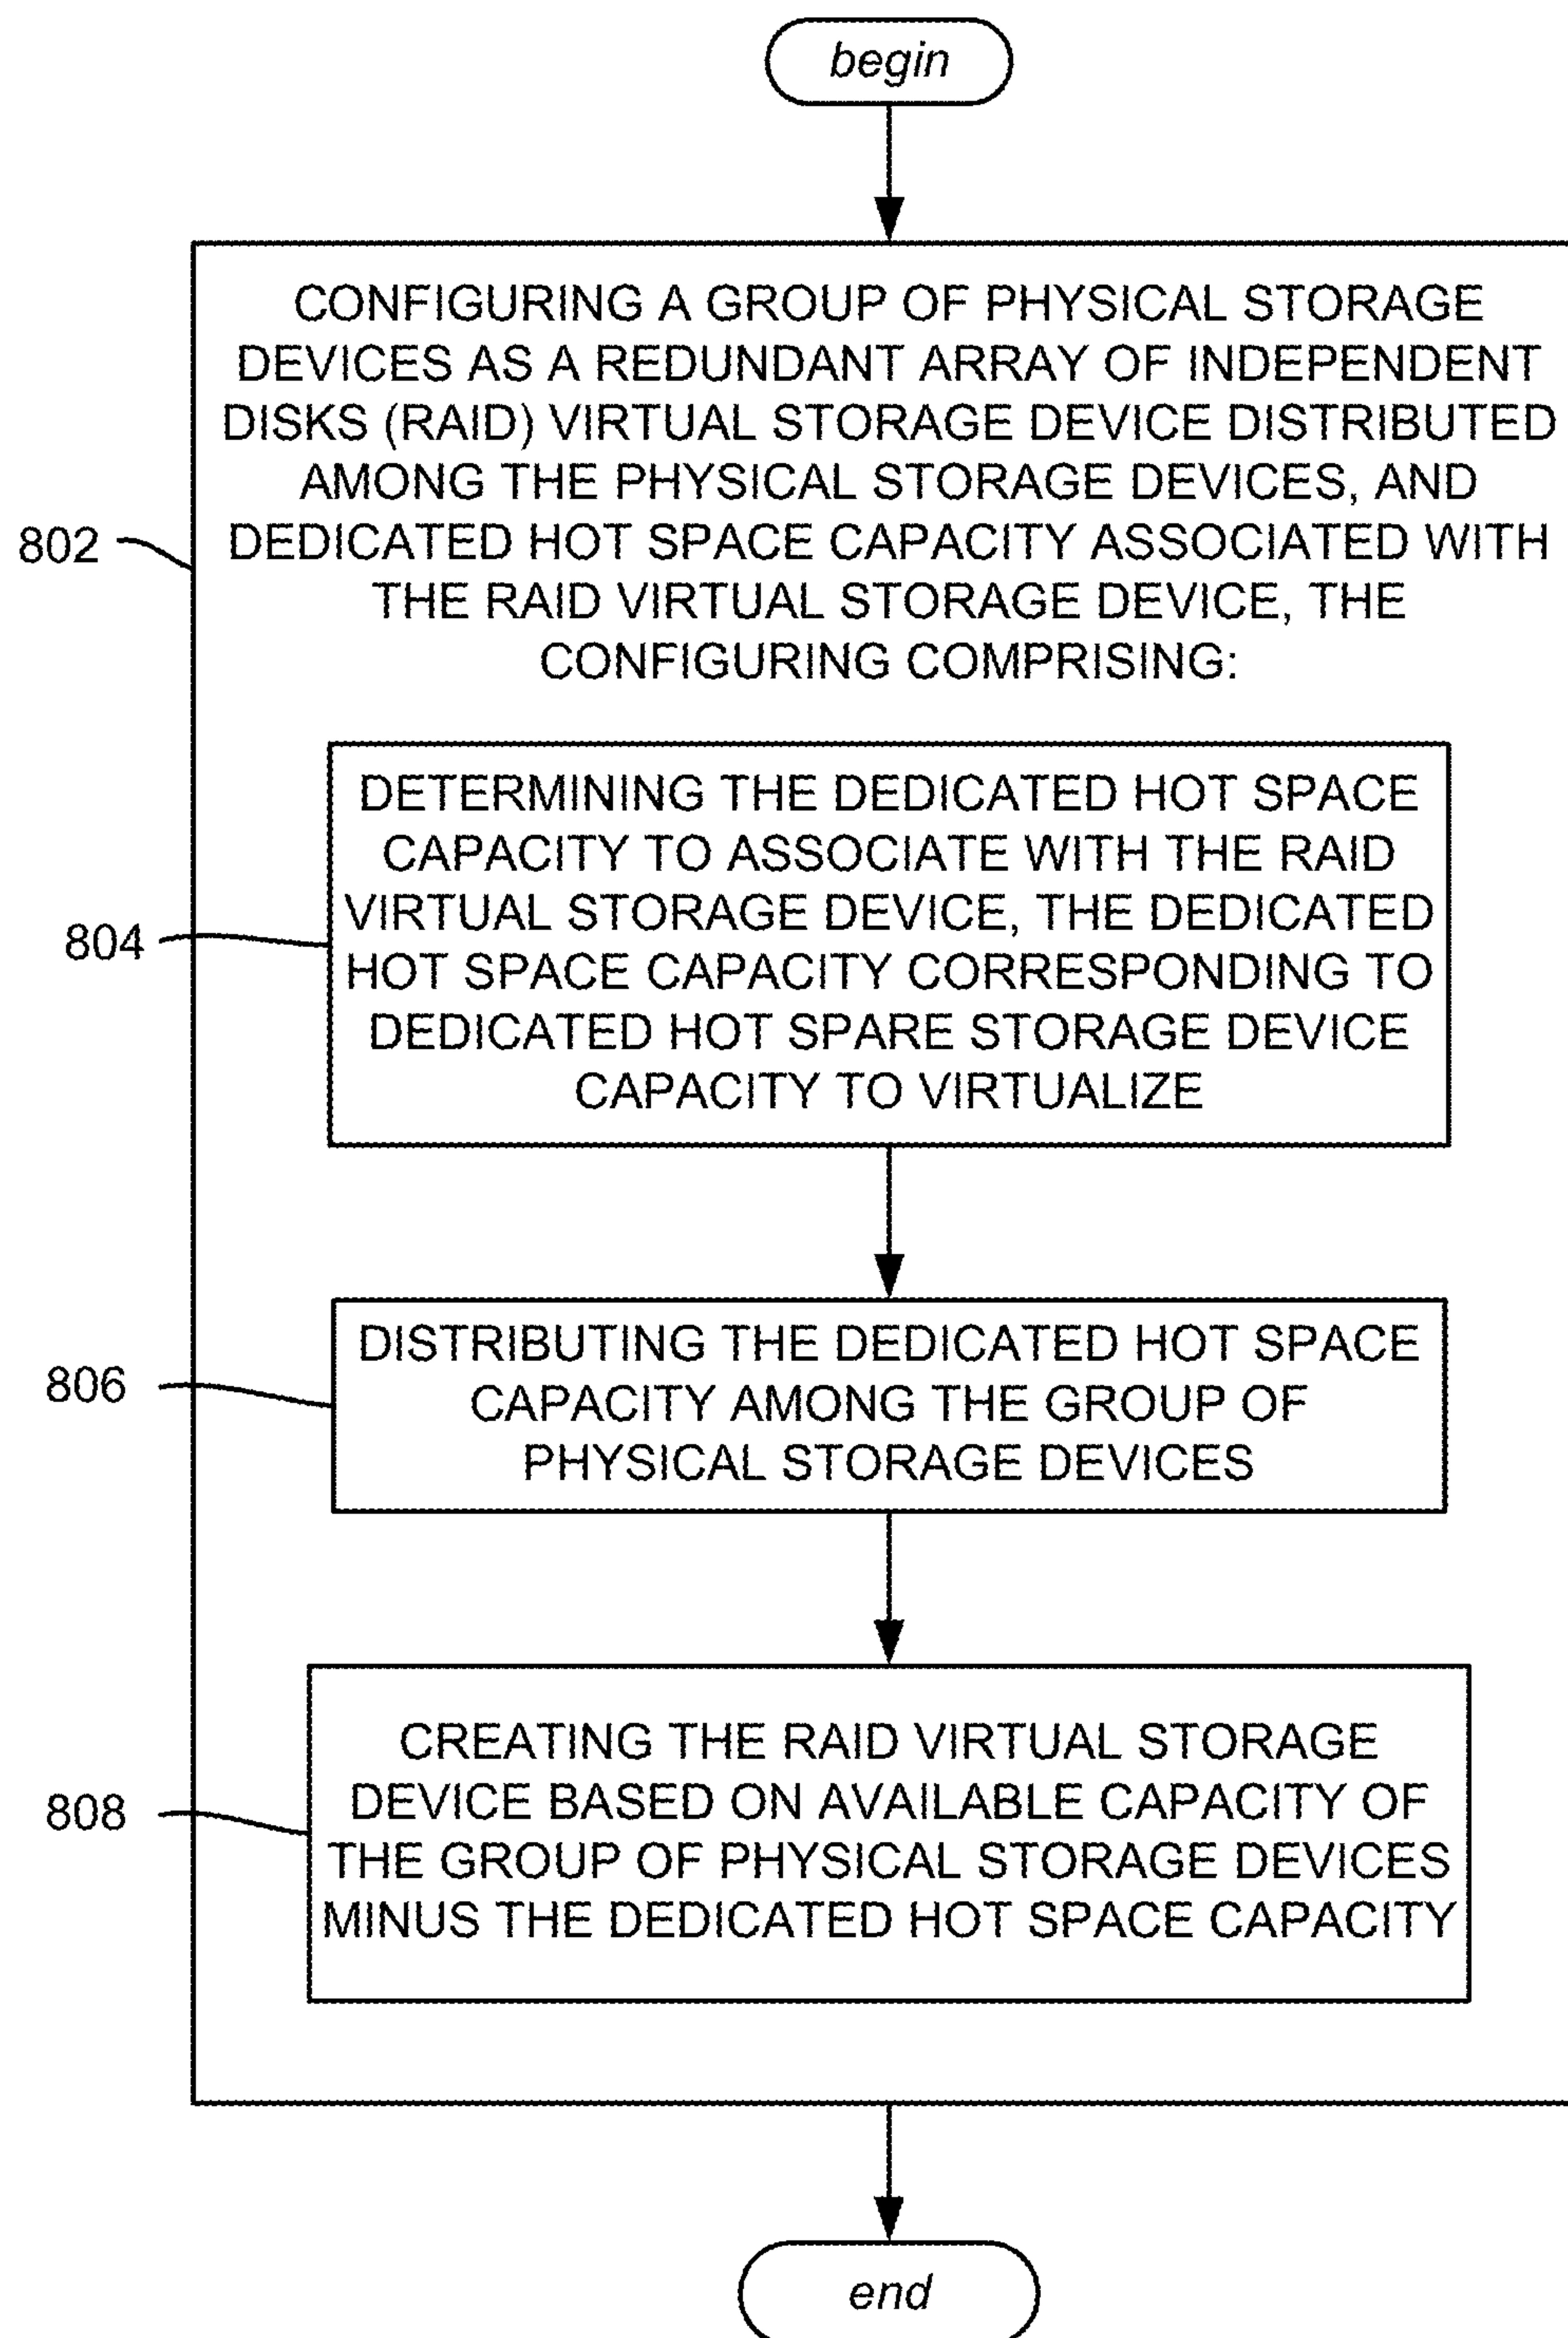 begin
CONFIGURING A GROUP OF PHYSICAL STORAGE
DEVICES AS A REDUNDANT ARRAY OF INDEPENDENT
DISKS (RAID) VIRTUAL STORAGE DEVICE DISTRIBUTED
AMONG THE PHYSICAL STORAGE DEVICES, AND
DEDICATED HOT SPACE CAPACITY ASSOCIATED WITH
THE RAID VIRTUAL STORAGE DEVICE, THE
CONFIGURING COMPRISING:
802
DETERMINING THE DEDICATED HOT SPACE
CAPACITY TO ASSOCIATE WITH THE RAID
VIRTUAL STORAGE DEVICE, THE DEDICATED
HOT SPACE CAPACITY CORRESPONDING TO
DEDICATED HOT SPARE STORAGE DEVICE
CAPACITY TO VIRTUALIZE
804
DISTRIBUTING THE DEDICATED HOT SPACE
CAPACITY AMONG THE GROUP OF
PHYSICAL STORAGE DEVICES
806
CREATING THE RAID VIRTUAL STORAGE
DEVICE BASED ON AVAILABLE CAPACITY OF
THE GROUP OF PHYSICAL STORAGE DEVICES
MINUS THE DEDICATED HOT SPACE CAPACITY
808
end